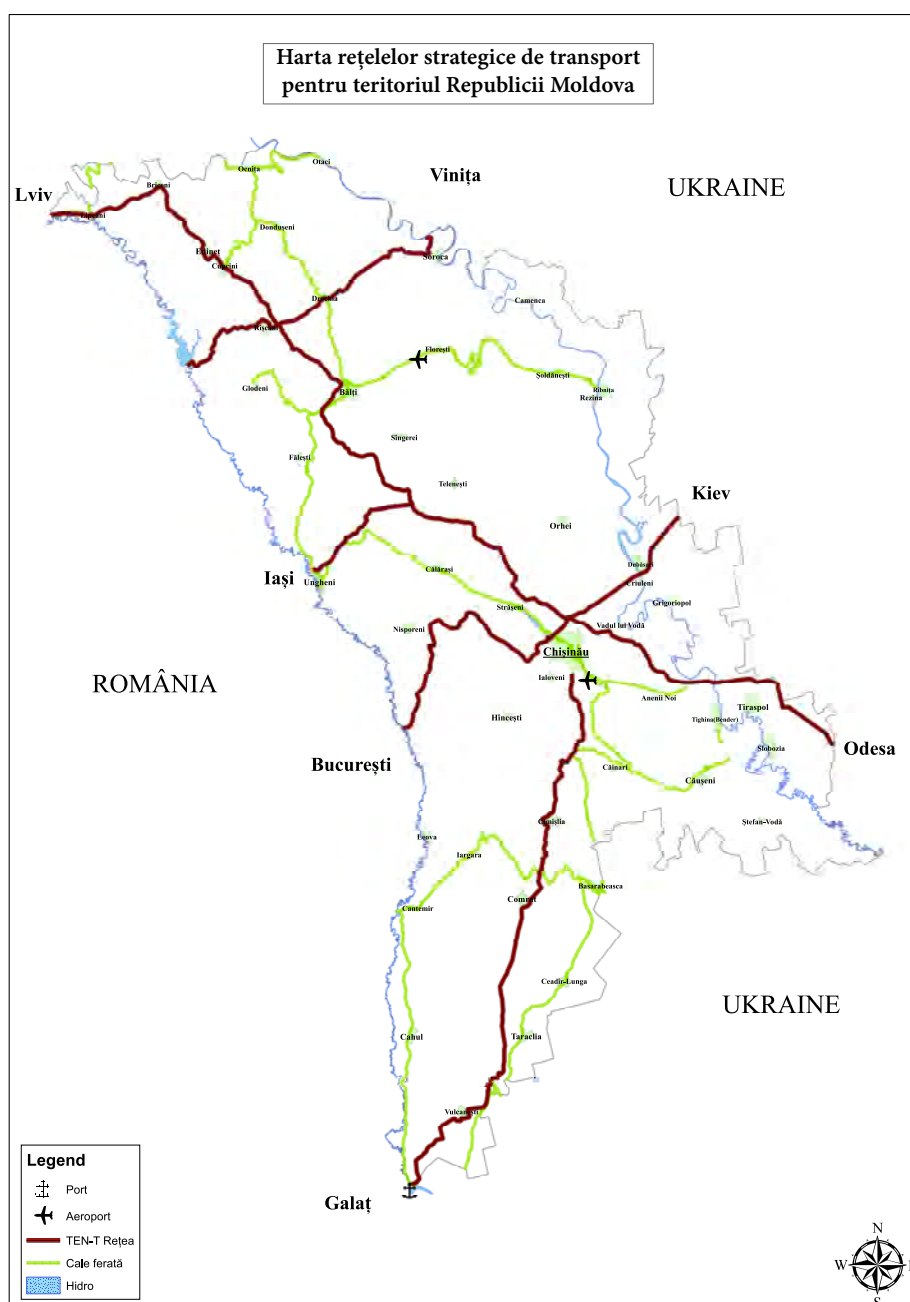 Harta rețelelor strategice de transport
pentru teritoriul Republicii Moldova
Otaci
Ocnița
Vinița
UKRAINE
Lviv
Briceni
Lipcani
Dondușeni
Edineț
Cupcini
Soroca
Drochia
Camenca
Rîșcani
Florești
Șoldănești
Glodeni
Bălți
Rîbnița
Rezina
Sîngerei
Fălești
Telenești
Kiev
Orhei
Iași
Ungheni
Călărași
Dubăsari
Criuleni
Strășeni
Grigoriopol
Nisporeni
Vadul lui Vodă
Chișinău
ROMÂNIA
Ialoveni
Anenii Noi
Hîncești
Tighina(Bender)
Tiraspol
București
Slobozia
Odesa
Căinari
Căușeni
Cimișlia
Ștefan-Vodă
Leova
Iargara
Basarabeasca
Comrat
Cantemir
Ceadîr-Lunga
UKRAINE
Cahul
Taraclia
Vulcănești
Galaț
Legend
Port
Aeroport
TEN-T Rețea
Cale ferată
Hidro
N
W
E
S